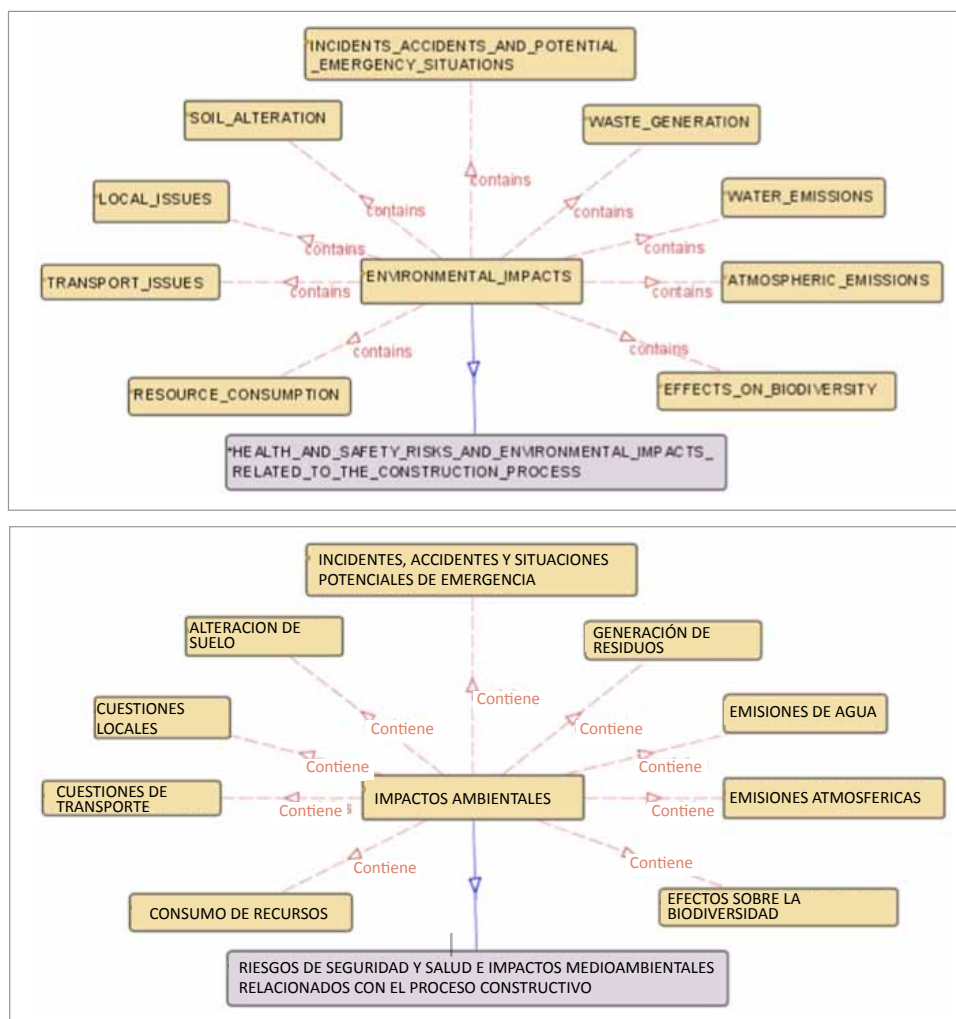 *INCIDENTS_ACCIDENTS_AND_POTENTIAL
_EMERGENCY_SITUATIONS
*SOIL_ALTERATION
*WASTE_GENERATION
contains
*LOCAL_ISSUES
contains
contains
*WATER_EMISSIONS
contains
contains
*TRANSPORT_ISSUES
contains
*ENVIRONMENTAL_IMPACTS
contains
*ATMOSPHERIC_EMISSIONS
contains
contains
*RESOURCE_CONSUMPTION
*EFFECTS_ON_BIODIVERSITY
*HEALTH_AND_SAFETY_RISKS_AND_ENVIRONMENTAL_IMPACTS_
RELATED_TO_THE_CONSTRUCTION_PROCESS
INCIDENTES, ACCIDENTES Y SITUACIONES
POTENCIALES DE EMERGENCIA
ALTERACION DE
SUELO
GENERACIÓN DE
RESIDUOS
Contiene
CUESTIONES
LOCALES
Contiene
Contiene
EMISIONES DE AGUA
Contiene
Contiene
CUESTIONES DE
TRANSPORTE
Contiene
IMPACTOS AMBIENTALES
Contiene
EMISIONES ATMOSFERICAS
Contiene
Contiene
CONSUMO DE RECURSOS
EFECTOS SOBRE LA
BIODIVERSIDAD
RIESGOS DE SEGURIDAD Y SALUD E IMPACTOS MEDIOAMBIENTALES
RELACIONADOS CON EL PROCESO CONSTRUCTIVO